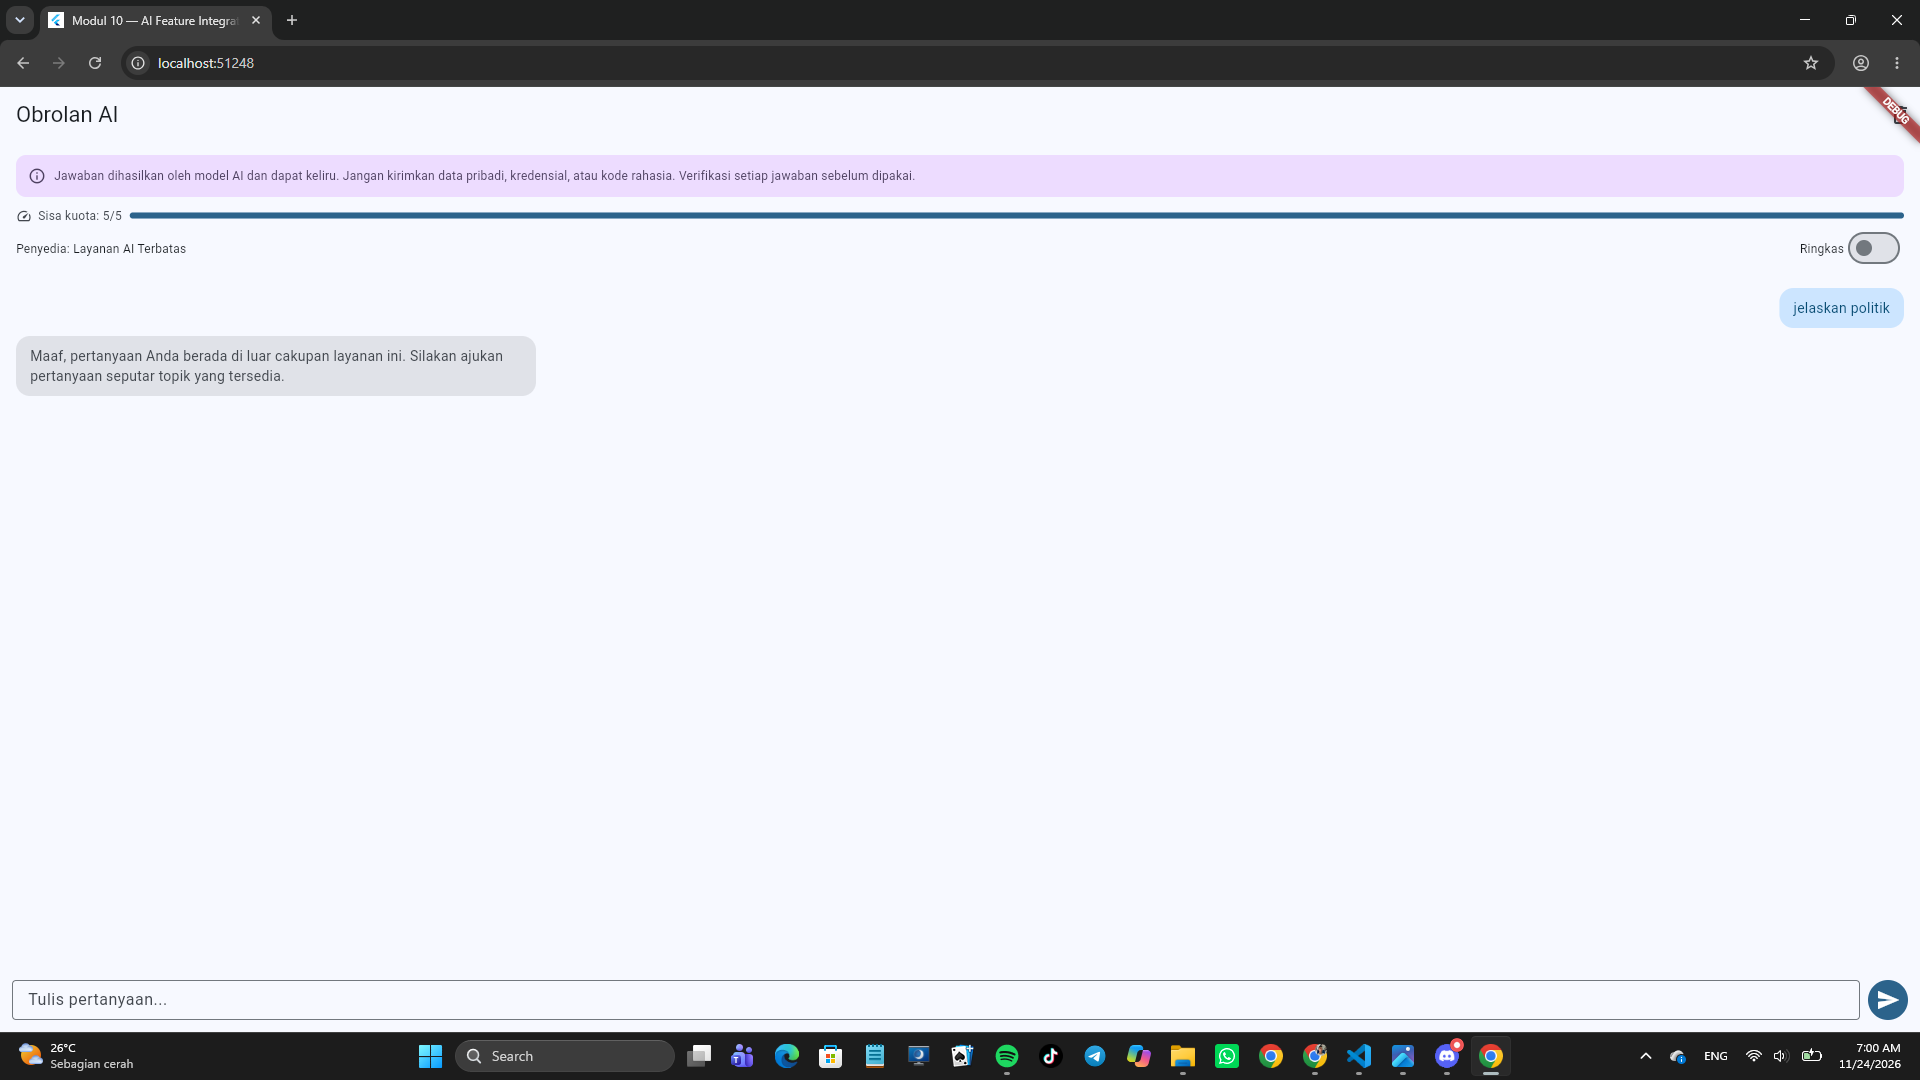 Modul 10 — AI Feature Integra
localhost:51248
Obrolan AI
DEBUG
Jawaban dihasilkan oleh model AI dan dapat keliru. Jangan kirimkan data pribadi, kredensial, atau kode rahasia. Verifikasi setiap jawaban sebelum dipakai.
Sisa kuota: 5/5
Penyedia: Layanan AI Terbatas
Ringkas
jelaskan politik
Maaf, pertanyaan Anda berada di luar cakupan layanan ini. Silakan ajukan
pertanyaan seputar topik yang tersedia.
Tulis pertanyaan...
26°C
Sebagian cerah
Search
ENG
7:00 AM
11/24/2026